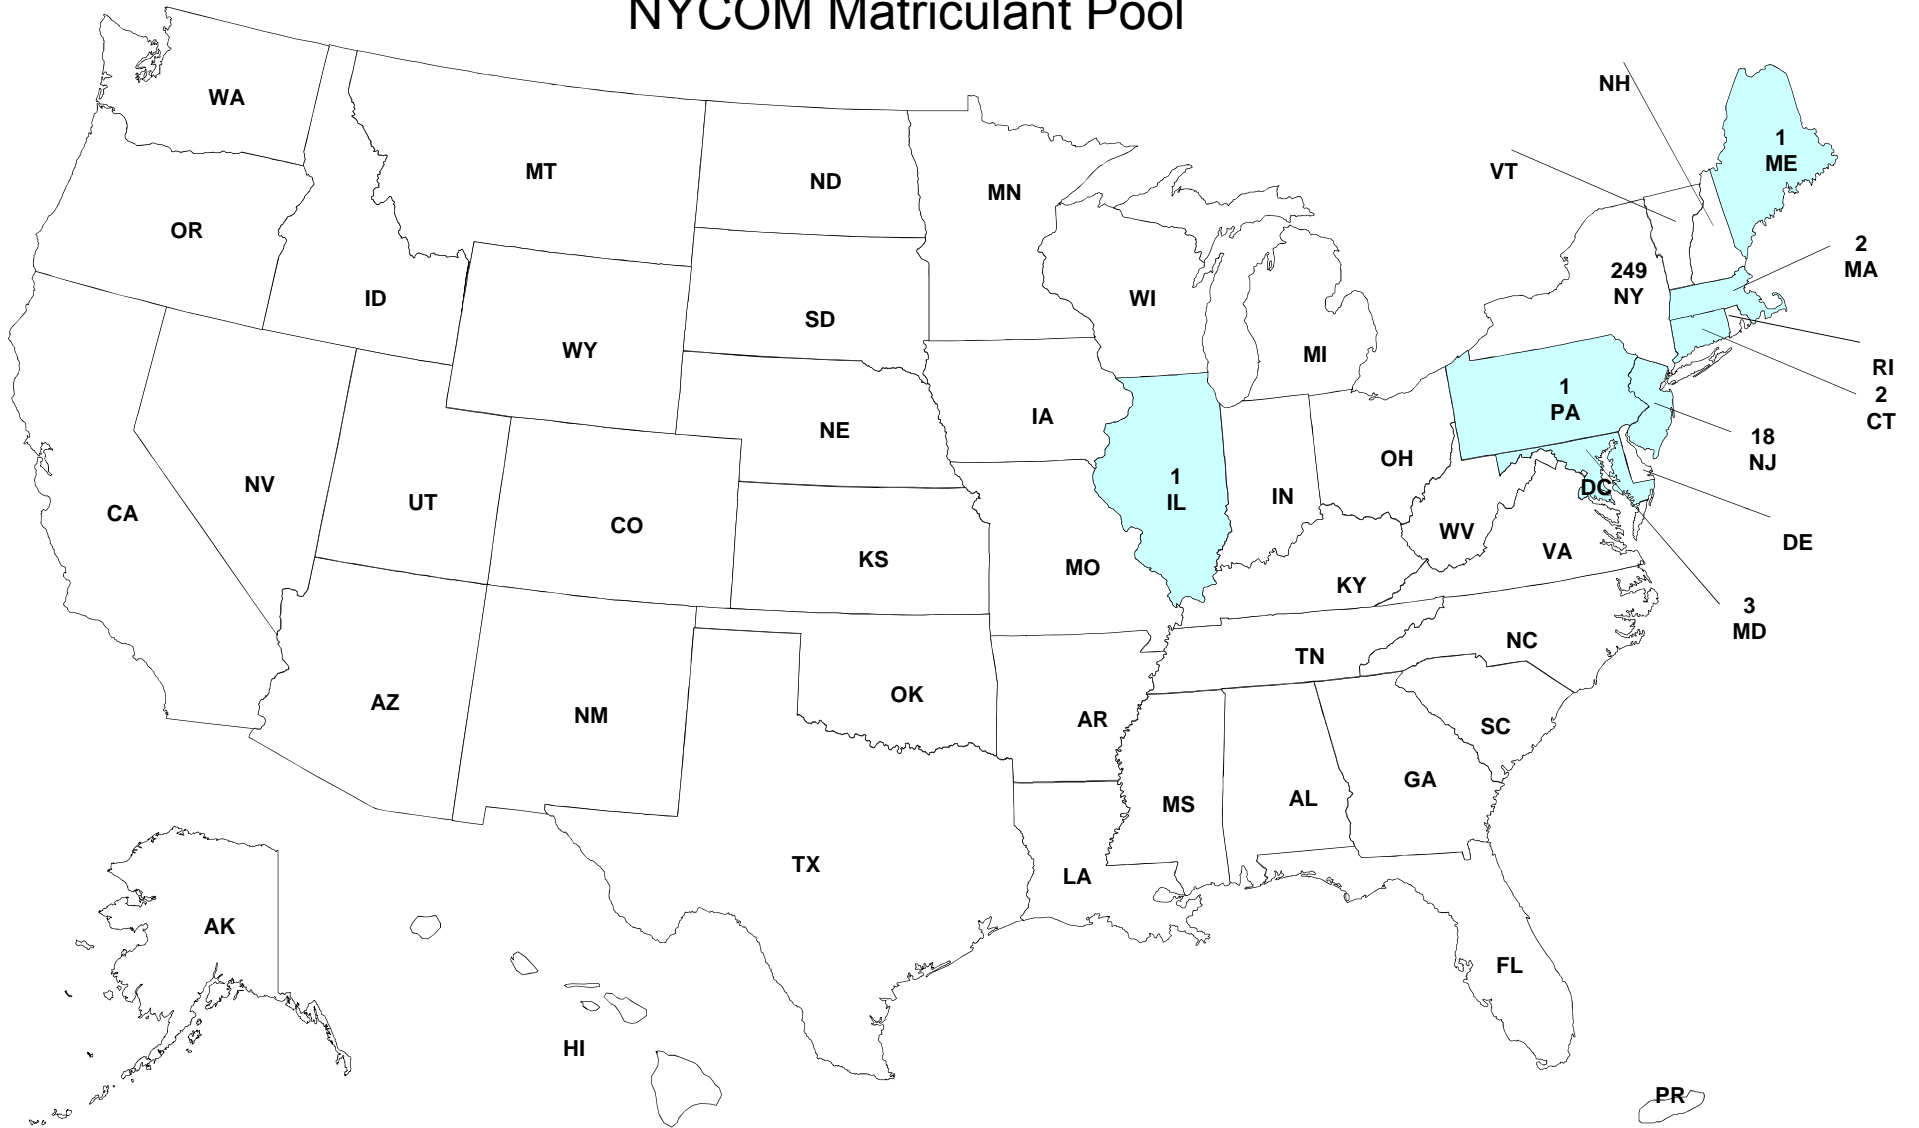 NYCOM Matriculant Pool
WA
MT
ND
MN
OR
ID
WY
SD
WI
MI
NH
VT
1
ME
249
NY
2
MA
RI
2
CT
1
PA
18
NJ
DC
DE
3
MD
CA
NV
UT
CO
NE
KS
IA
MO
1
IL
IN
OH
WV
VA
KY
TN
NC
SC
AZ
NM
OK
AR
TX
LA
MS
AL
GA
FL
AK
HI
PR